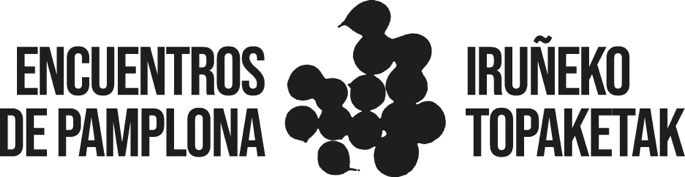 ENCUENTROS
DE PAMPLONA
IRUÑEKO
TOPAKETAK